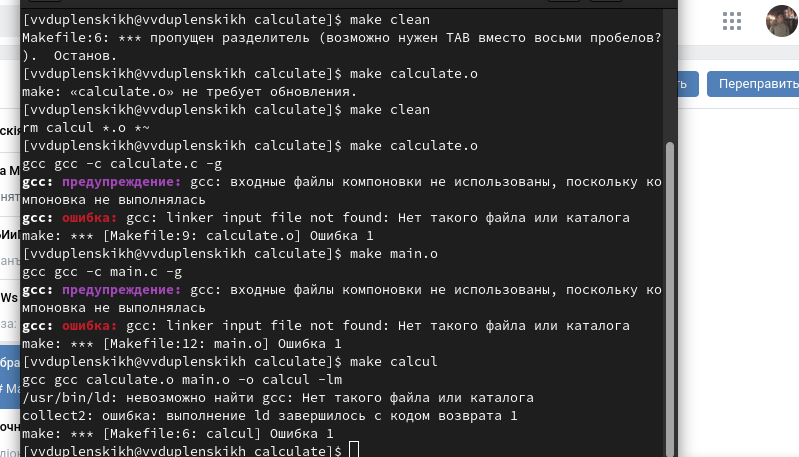 [vvduplenskikh@vvduplenskikh calculate]$ make clean
Makefile:6: *** пропущен разделитель (возможно нужен TAB вместо восьми пробелов?
).  Останов.
[vvduplenskikh@vvduplenskikh calculate]$ make calculate.o
make: «calculate.o» не требует обновления.
[vvduplenskikh@vvduplenskikh calculate]$ make clean
rm calcul *.o *~
[vvduplenskikh@vvduplenskikh calculate]$ make calculate.o
gcc gcc -c calculate.c -g
gcc: предупреждение: gcc: входные файлы компоновки не использованы, поскольку ко
мпоновка не выполнялась
gcc: ошибка: gcc: linker input file not found: Нет такого файла или каталога
make: *** [Makefile:9: calculate.o] Ошибка 1
[vvduplenskikh@vvduplenskikh calculate]$ make main.o
gcc gcc -c main.c -g
gcc: предупреждение: gcc: входные файлы компоновки не использованы, поскольку ко
мпоновка не выполнялась
gcc: ошибка: gcc: linker input file not found: Нет такого файла или каталога
make: *** [Makefile:12: main.o] Ошибка 1
[vvduplenskikh@vvduplenskikh calculate]$ make calcul
gcc gcc calculate.o main.o -o calcul -lm
/usr/bin/ld: невозможно найти gcc: Нет такого файла или каталога
collect2: ошибка: выполнение ld завершилось с кодом возврата 1
make: *** [Makefile:6: calcul] Ошибка 1
[vvduplenskikh@vvduplenskikh calculate]$
ть
Переправить
а М
Ws
за:
# Ма